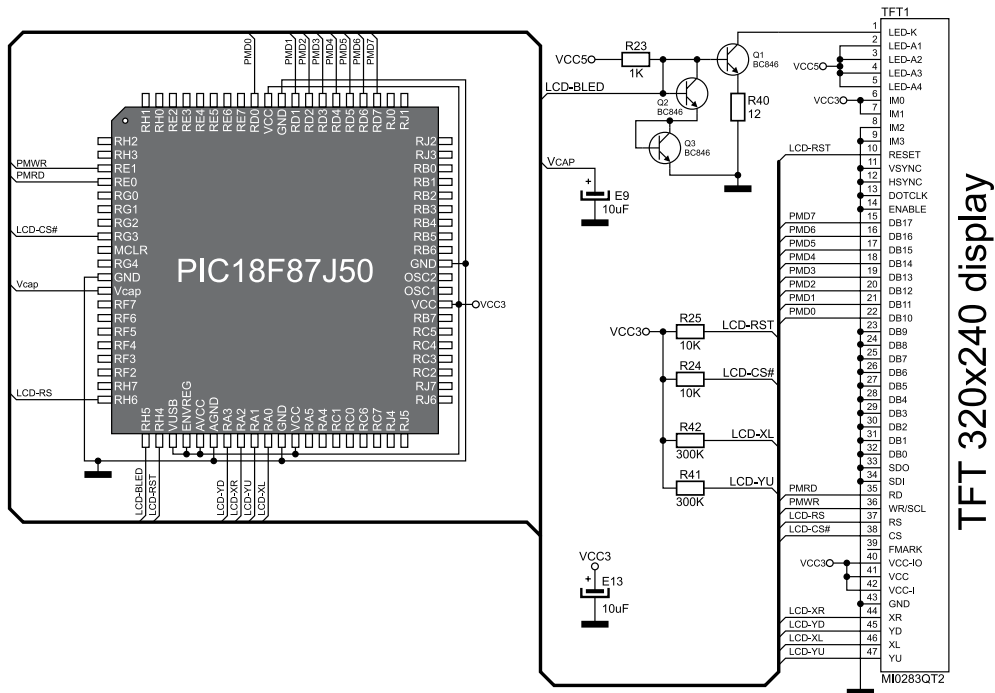 PMD0
PMD1
PMD2
PMD3
PMD4
PMD5
PMD6
PMD7
RH1
RH0
RE2
RE3
RE4
RE5
RE6
RE7
RD0
VCC
GND
RD1
RD2
RD3
RD4
RD5
RD6
RD7
RJ0
RJ1
PMWR
PMRD
LCD-CS#
Vcap
LCD-RS
RH2
RH3
RE1
RE0
RG0
RG1
RG2
RG3
MCLR
RG4
GND
Vcap
RF7
RF6
RF5
RF4
RF3
RF2
RH7
RH6
PIC18F87J50
RJ2
RJ3
RB0
RB1
RB2
RB3
RB4
RB5
RB6
GND
OSC2
OSC1
VCC
RB7
RC5
RC4
RC3
RC2
RJ7
RJ6
VCC3
RH5
RH4
VUSB
ENVREG
AVCC
AGND
RA3
RA2
RA1
RA0
GND
VCC
RA5
RA4
RC1
RC0
RC6
RC7
RJ4
RJ5
LCD-BLED
LCD-RST
LCD-YD
LCD-XR
LCD-YU
LCD-XL
VCC5
R23
1K
LCD-BLED
Q1
BC846
Q2
BC846
Q3
BC846
R40
12
VCAP
+
E9
10uF
VCC3
R25
10K
LCD-RST
R24
10K
LCD-CS#
R42
300K
LCD-XL
R41
300K
LCD-YU
VCC3
+
E13
10uF
TFT1
1 LED-K
2 LED-A1
3 LED-A2
VCC5 4 LED-A3
5 LED-A4
VCC3 6 IM0
7 IM1
8 IM2
9 IM3
LCD-RST 10 RESET
11 VSYNC
12 HSYNC
13 DOTCLK
14 ENABLE
PMD7 15 DB17
PMD6 16 DB16
PMD5 17 DB15
PMD4 18 DB14
PMD3 19 DB13
PMD2 20 DB12
PMD1 21 DB11
PMD0 22 DB10
23 DB9
24 DB8
25 DB7
26 DB6
27 DB5
28 DB4
29 DB3
30 DB2
31 DB1
32 DB0
33 SDO
34 SDI
PMRD 35 RD
PMWR 36 WR/SCL
LCD-RS 37 RS
LCD-CS# 38 CS
39 FMARK
VCC3 40 VCC-IO
41 VCC
42 VCC-I
43 GND
LCD-XR 44 XR
LCD-YD 45 YD
LCD-XL 46 XL
LCD-YU 47 YU
MI0283QT2
TFT 320x240 display